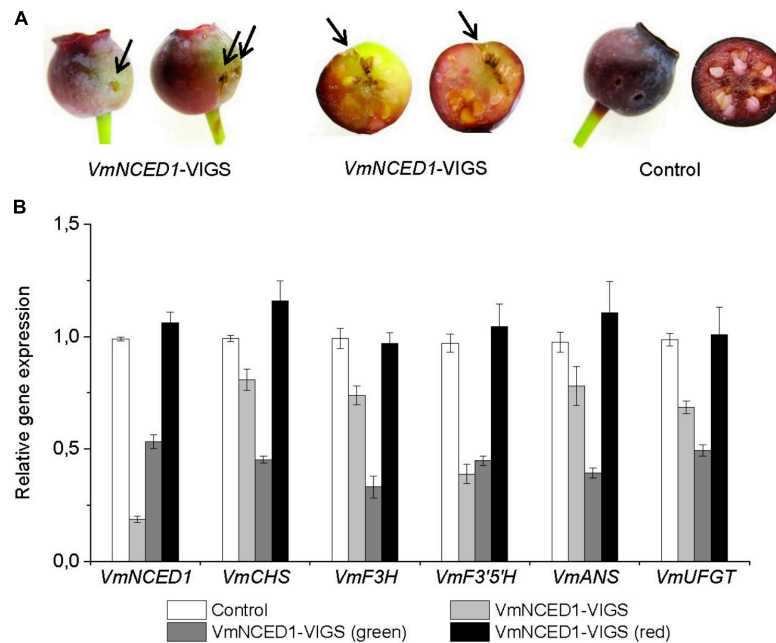 A
VmNCED1-VIGS VmNCED1-VIGS Control
B
Relative gene expression
1,5
1,0
0,5
0,0
VmNCED1 VmCHS VmF3H VmF3'5'H VmANS VmUFGT
Control VmNCED1-VIGS
VmNCED1-VIGS (green) VmNCED1-VIGS (red)